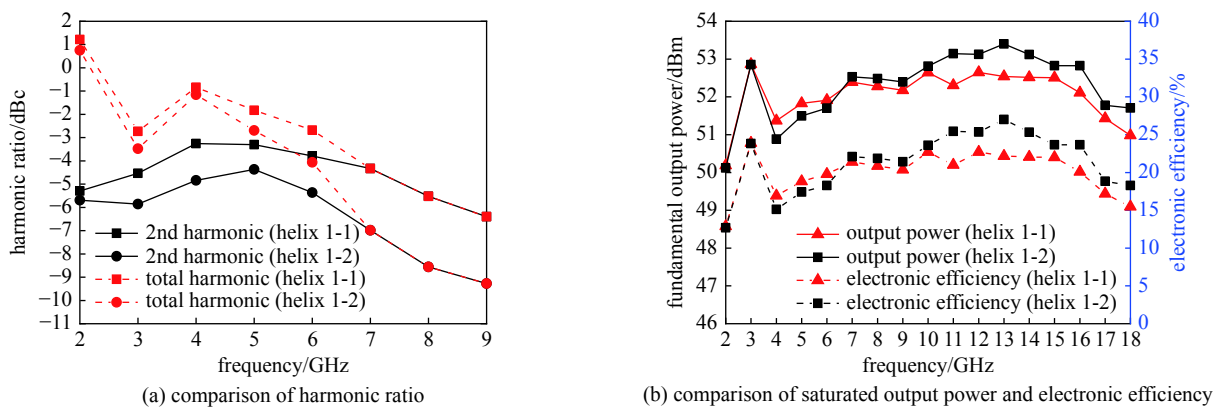 2
1
0
−1
−2
−3
−4
−5
−6
−7
−8
−9
−10
−11
harmonic ratio/dBc
2nd harmonic (helix 1-1)
2nd harmonic (helix 1-2)
total harmonic (helix 1-1)
total harmonic (helix 1-2)
2 3 4 5 6 7 8 9
frequency/GHz
(a) comparison of harmonic ratio
54
53
52
51
50
49
48
47
46
fundamental output power/dBm
40
35
30
25
20
15
10
5
0
electronic efficiency/%
output power (helix 1-1)
output power (helix 1-2)
electronic efficiency (helix 1-1)
electronic efficiency (helix 1-2)
2 3 4 5 6 7 8 9 10 11 12 13 14 15 16 17 18
frequency/GHz
(b) comparison of saturated output power and electronic efficiency